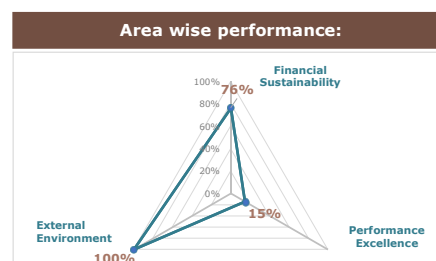 Area wise performance:
Financial
Sustainability
100%
76%
80%
60%
40%
20%
0%
15%
External
Environment
Performance
Excellence
100%